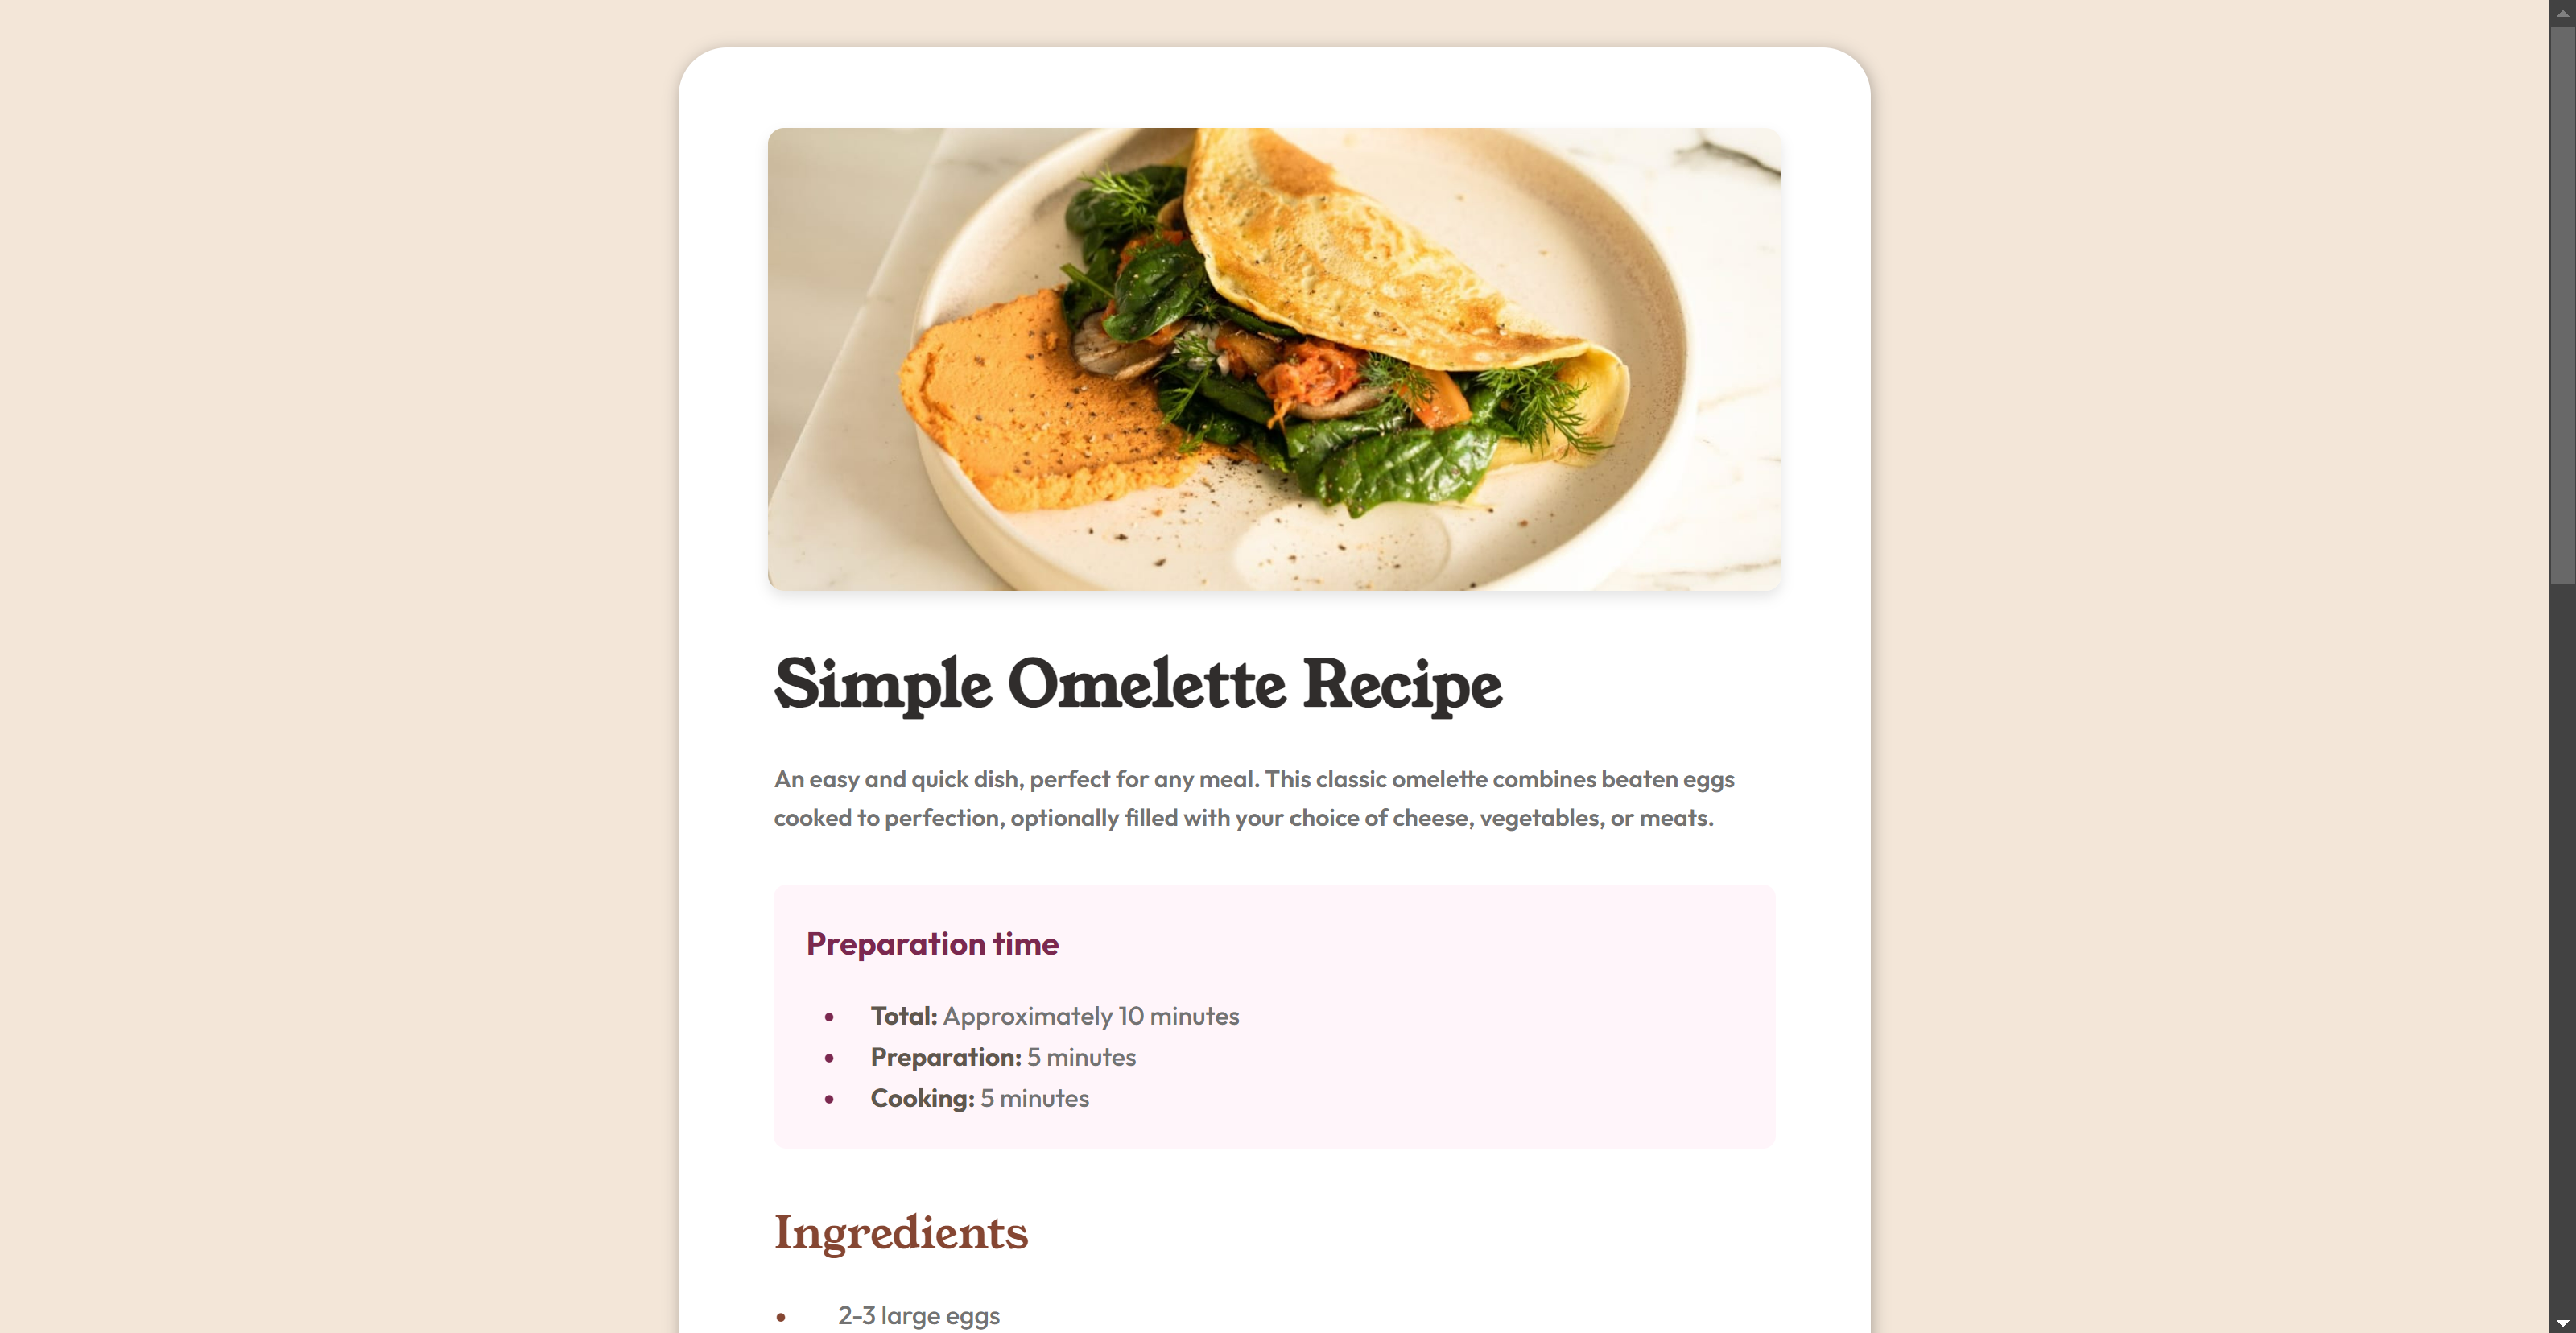 Simple Omelette Recipe
An easy and quick dish, perfect for any meal. This classic omelette combines beaten eggs
cooked to perfection, optionally filled with your choice of cheese, vegetables, or meats.
Preparation time
Total: Approximately 10 minutes
Preparation: 5 minutes
Cooking: 5 minutes
Ingredients
2-3 large eggs